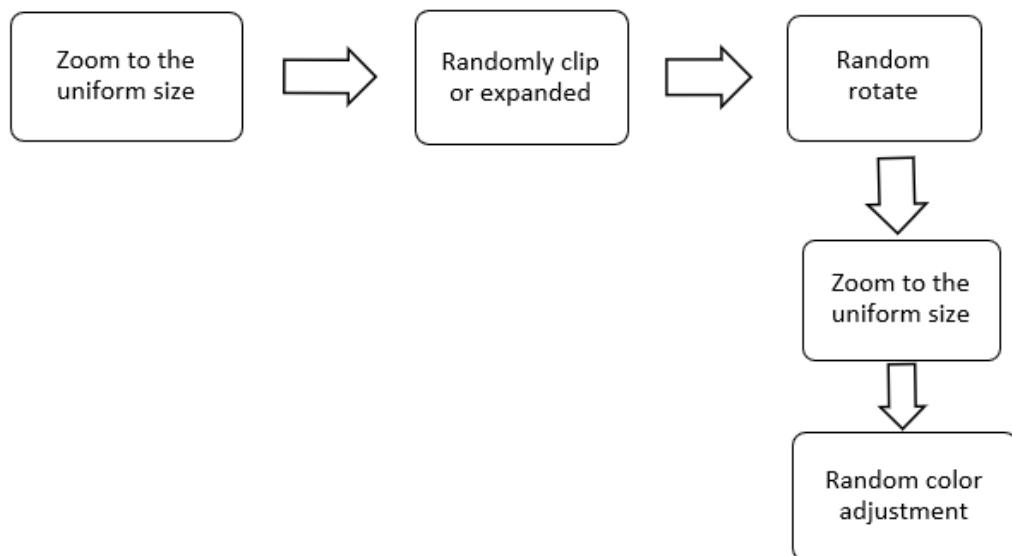 Zoom to the
uniform size
Randomly clip
or expanded
Random
rotate
Zoom to the
uniform size
Random color
adjustment